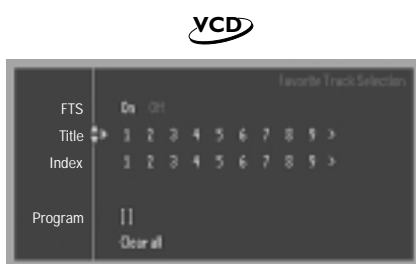 VCD
Favorite Track Selection
FTS On Off
Title 1 2 3 4 5 6 7 8 9 >
Index 1 2 3 4 5 6 7 8 9 >
Program [ ]
Clear all